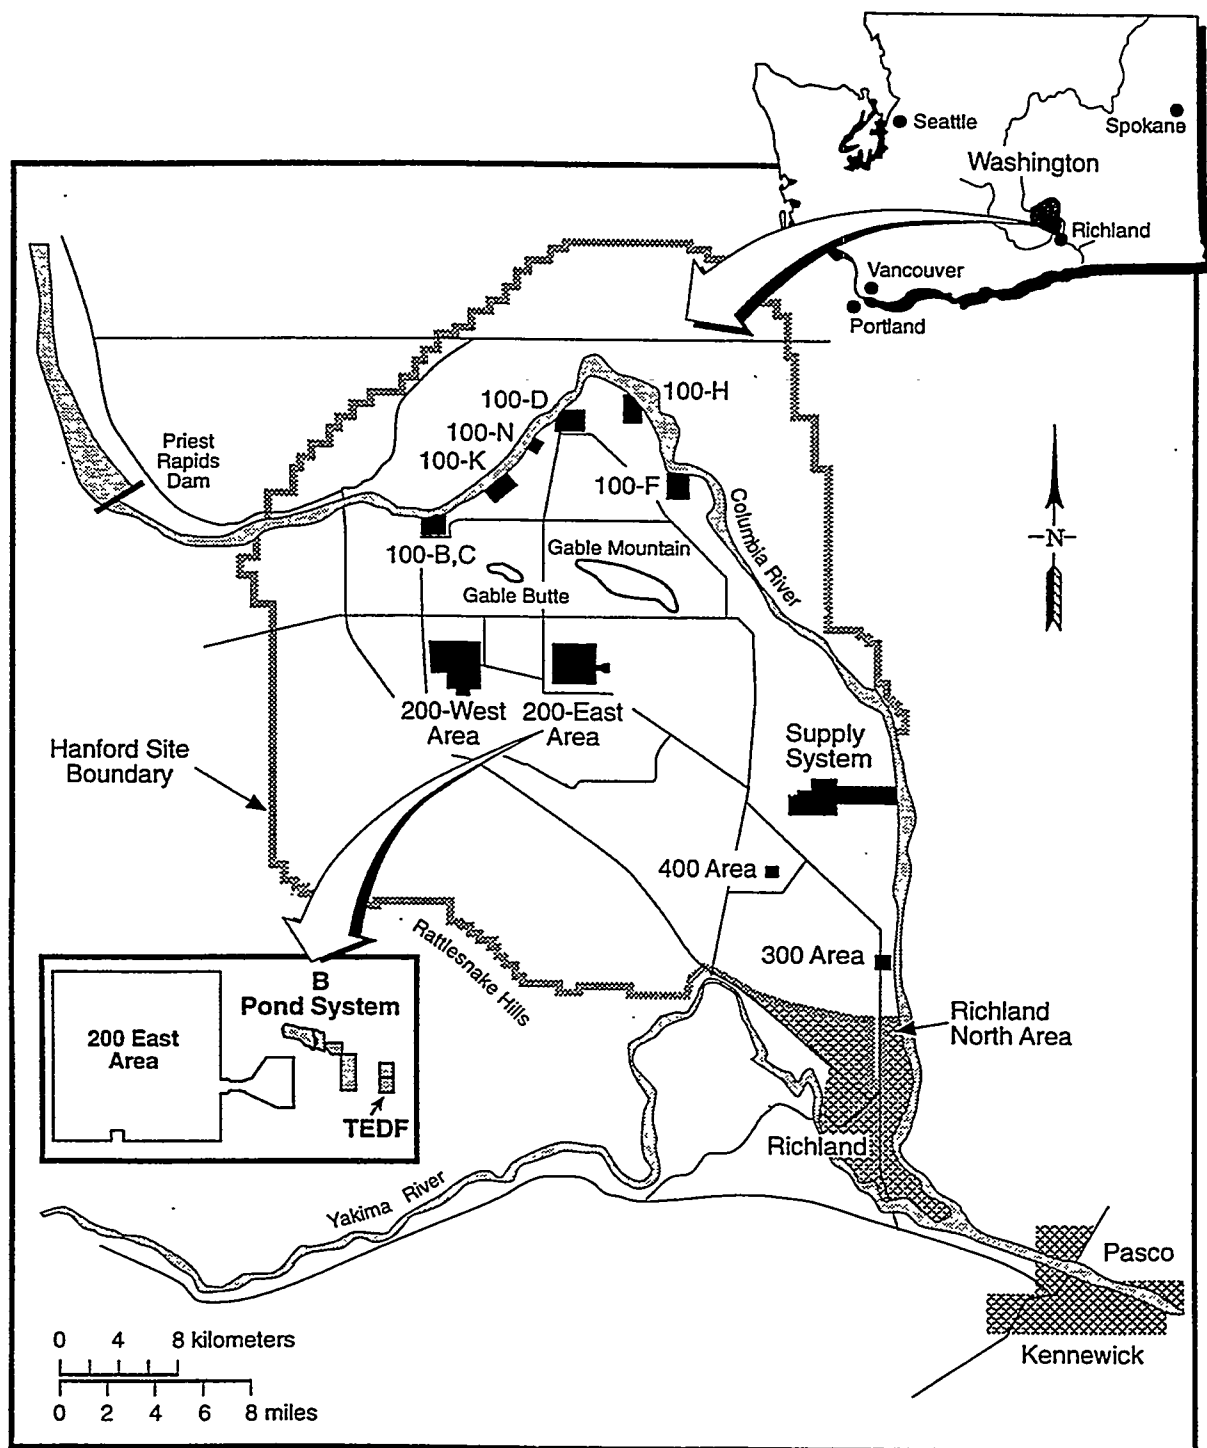 Seattle
Spokane
Washington
Richland
Vancouver
Portland
100-H
100-D
100-N
100-K
Priest
Rapids
Dam
100-F
Columbia River
-N-
100-B,C
Gable Mountain
Gable Butte
200-West
Area
200-East
Area
Supply
System
Hanford Site
Boundary
400 Area
Rattlesnake Hills
300 Area
B
Pond System
200 East
Area
TEDF
Richland
North Area
Richland
Yakima River
Pasco
Kennewick
0 4 8 kilometers
0 2 4 6 8 miles